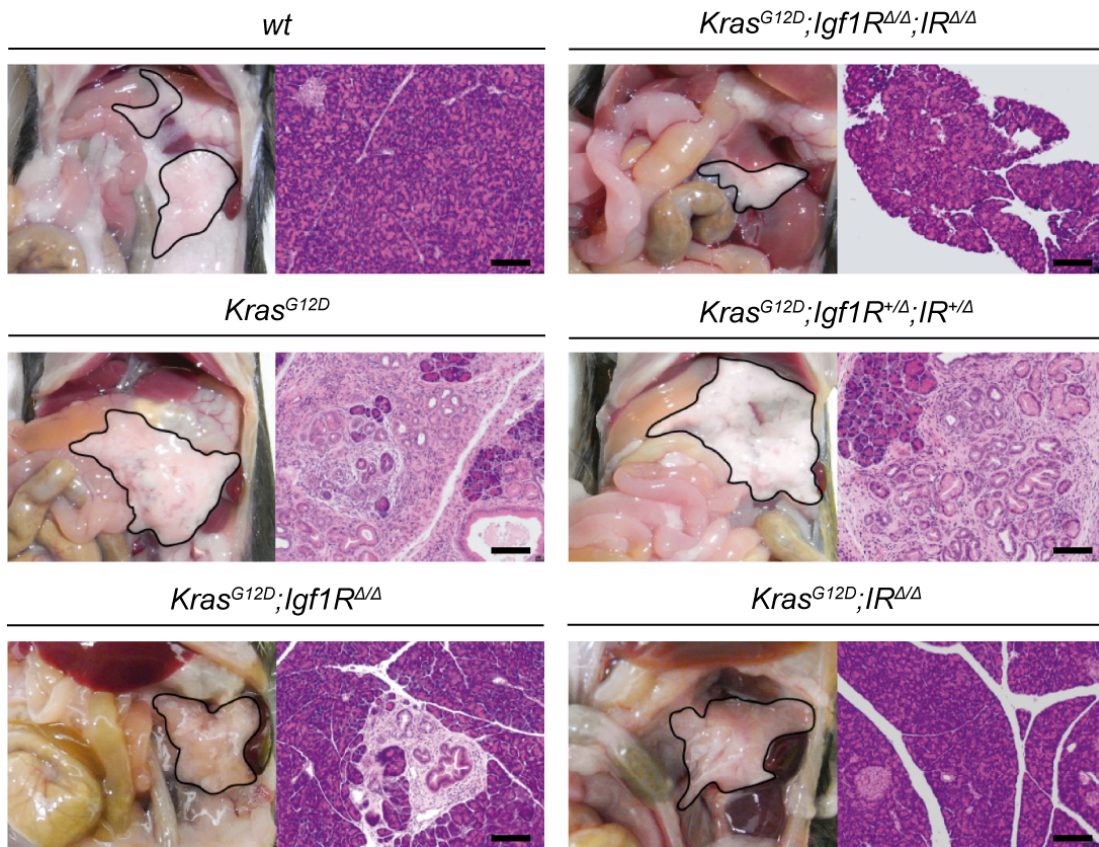 wt
Kras^G12D;Igf1R^Δ/Δ;IR^Δ/Δ
Kras^G12D
Kras^G12D;Igf1R^+/Δ;IR^+/Δ
Kras^G12D;Igf1R^Δ/Δ
Kras^G12D;IR^Δ/Δ